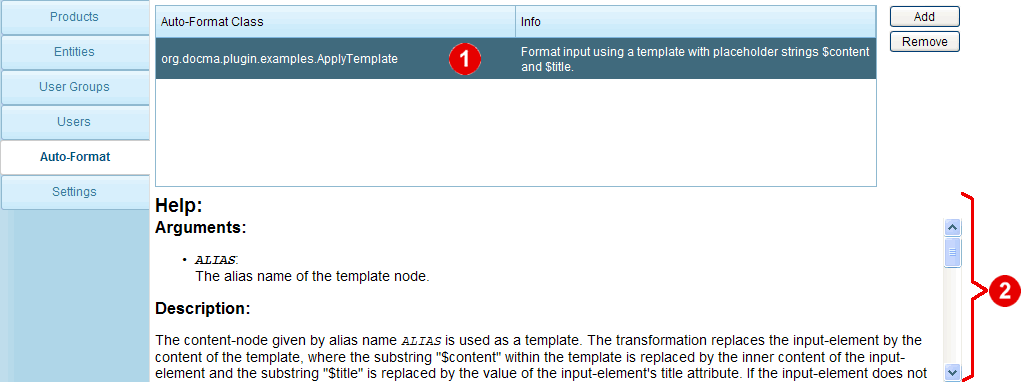 Products
Entities
User Groups
Users
Auto-Format
Settings
Auto-Format Class
Info
org.docma.plugin.examples.ApplyTemplate
1
Format input using a template with placeholder strings $content
and $title.
Add
Remove
Help:
Arguments:
• ALIAS:
The alias name of the template node.
Description:
The content-node given by alias name ALIAS is used as a template. The transformation replaces the input-element by the
content of the template, where the substring "$content" within the template is replaced by the inner content of the input-
element and the substring "$title" is replaced by the value of the input-element's title attribute. If the input-element does not
2